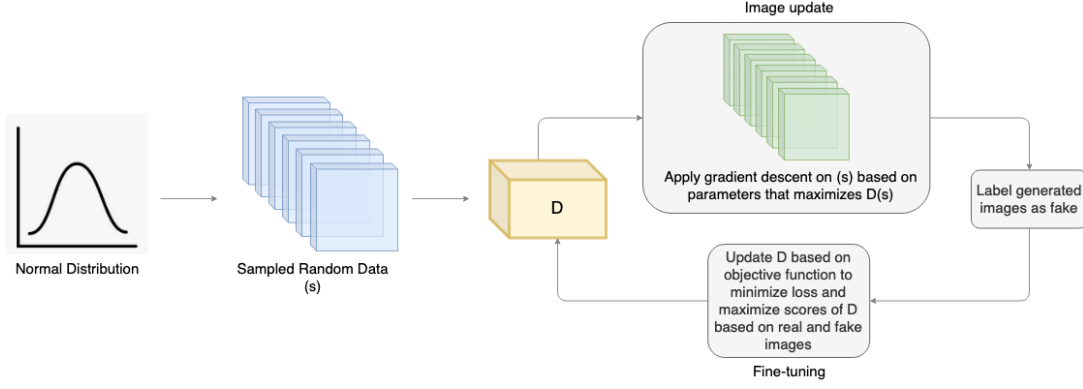 Image update
Apply gradient descent on (s) based on
parameters that maximizes D(s)
Normal Distribution
Sampled Random Data
(s)
D
Label generated
images as fake
Update D based on
objective function to
minimize loss and
maximize scores of D
based on real and fake
images
Fine-tuning